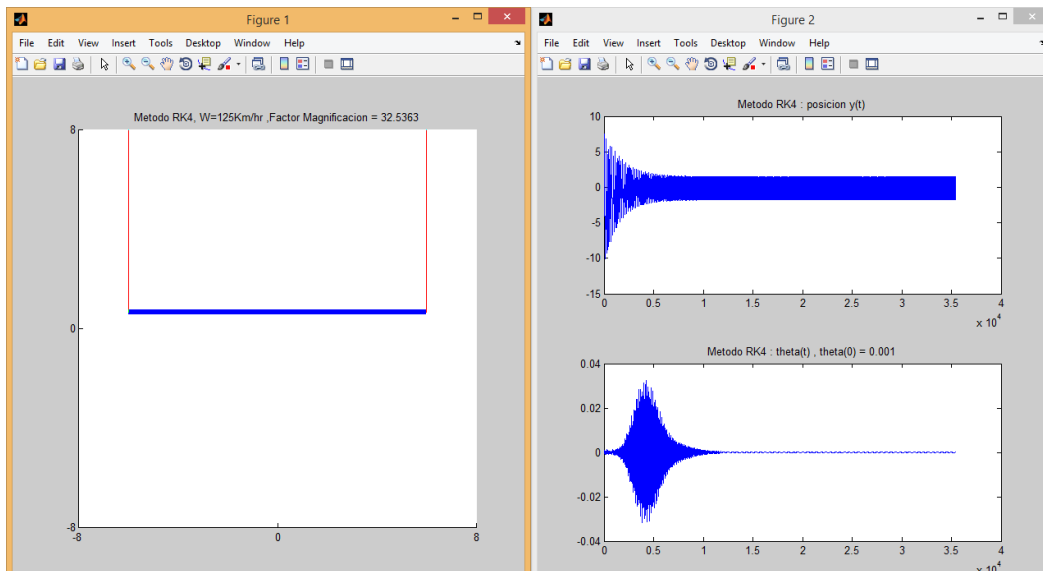 Figure 1
File Edit View Insert Tools Desktop Window Help
Metodo RK4, W=125Km/hr ,Factor Magnificacion = 32.5363
8
0
-8
-8 0 8
Figure 2
File Edit View Insert Tools Desktop Window Help
Metodo RK4 : posicion y(t)
10
5
0
-5
-10
-15
0 0.5 1 1.5 2 2.5 3 3.5 4
x 10^4
Metodo RK4 : theta(t) , theta(0) = 0.001
0.04
0.02
0
-0.02
-0.04
0 0.5 1 1.5 2 2.5 3 3.5 4
x 10^4